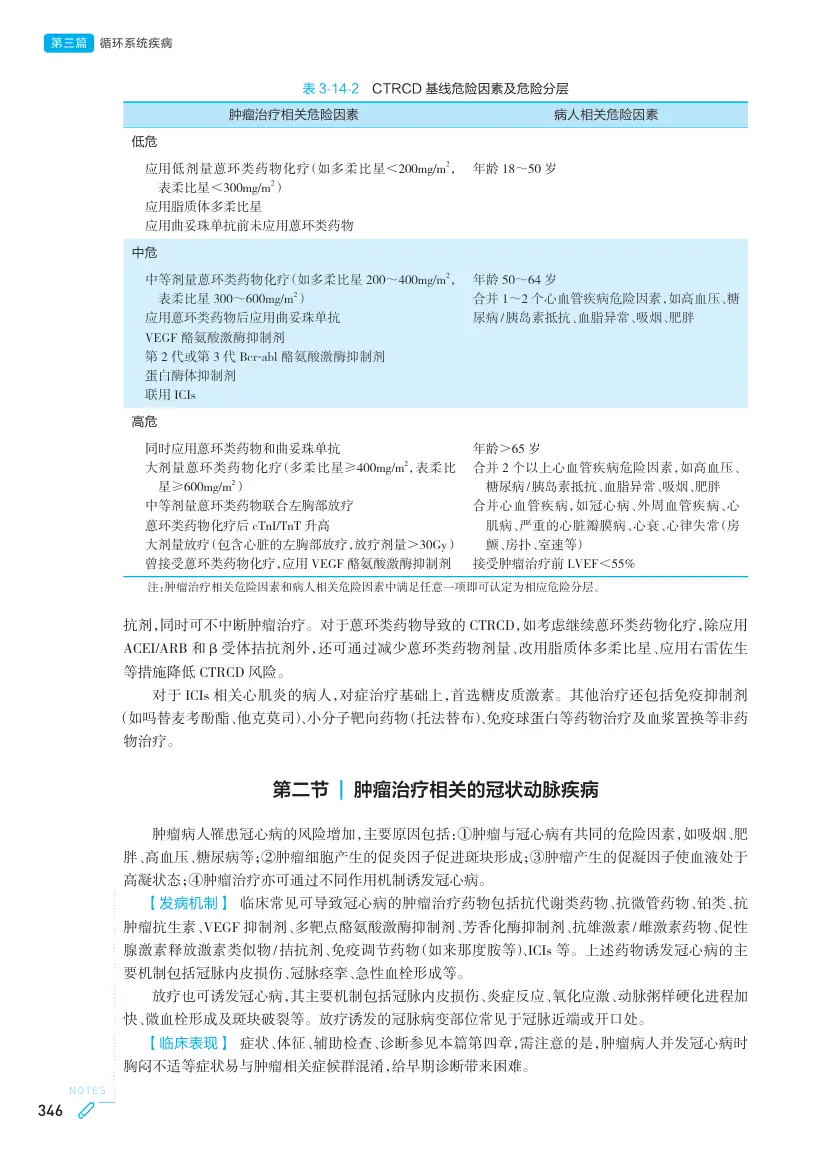 第三篇 循环系统疾病
表 3-14-2 CTRCD 基线危险因素及危险分层
肿瘤治疗相关危险因素 病人相关危险因素
低危
应用低剂量蒽环类药物化疗(如多柔比星<200mg/m², 年龄 18～50 岁
表柔比星<300mg/m²)
应用脂质体多柔比星
应用曲妥珠单抗前未应用蒽环类药物
中危
中等剂量蒽环类药物化疗(如多柔比星 200～400mg/m², 年龄 50～64 岁
表柔比星 300～600mg/m²) 合并 1～2 个心血管疾病危险因素,如高血压、糖
应用蒽环类药物后应用曲妥珠单抗 尿病/胰岛素抵抗、血脂异常、吸烟、肥胖
VEGF 酪氨酸激酶抑制剂
第 2 代或第 3 代 Bcr-abl 酪氨酸激酶抑制剂
蛋白酶体抑制剂
联用 ICIs
高危
同时应用蒽环类药物和曲妥珠单抗 年龄>65 岁
大剂量蒽环类药物化疗(多柔比星≥400mg/m²,表柔比 合并 2 个以上心血管疾病危险因素,如高血压、
星≥600mg/m²) 糖尿病/胰岛素抵抗、血脂异常、吸烟、肥胖
中等剂量蒽环类药物联合左胸部放疗 合并心血管疾病,如冠心病、外周血管疾病、心
蒽环类药物化疗后 cTnI/TnT 升高 肌病、严重的心脏瓣膜病、心衰、心律失常(房
大剂量放疗(包含心脏的左胸部放疗,放疗剂量>30Gy) 颤、房扑、室速等)
曾接受蒽环类药物化疗,应用 VEGF 酪氨酸激酶抑制剂 接受肿瘤治疗前 LVEF<55%
注:肿瘤治疗相关危险因素和病人相关危险因素中满足任意一项即可认定为相应危险分层。
抗剂,同时可不中断肿瘤治疗。对于蒽环类药物导致的 CTRCD,如考虑继续蒽环类药物化疗,除应用
ACEI/ARB 和 β 受体拮抗剂外,还可通过减少蒽环类药物剂量、改用脂质体多柔比星、应用右雷佐生
等措施降低 CTRCD 风险。
对于 ICIs 相关心肌炎的病人,对症治疗基础上,首选糖皮质激素。其他治疗还包括免疫抑制剂
(如吗替麦考酚酯、他克莫司)、小分子靶向药物(托法替布)、免疫球蛋白等药物治疗及血浆置换等非药
物治疗。
第二节 | 肿瘤治疗相关的冠状动脉疾病
肿瘤病人罹患冠心病的风险增加,主要原因包括:①肿瘤与冠心病有共同的危险因素,如吸烟、肥
胖、高血压、糖尿病等;②肿瘤细胞产生的促炎因子促进斑块形成;③肿瘤产生的促凝因子使血液处于
高凝状态;④肿瘤治疗亦可通过不同作用机制诱发冠心病。
【发病机制】 临床常见可导致冠心病的肿瘤治疗药物包括抗代谢类药物、抗微管药物、铂类、抗
肿瘤抗生素、VEGF 抑制剂、多靶点酪氨酸激酶抑制剂、芳香化酶抑制剂、抗雄激素/雌激素药物、促性
腺激素释放激素类似物/拮抗剂、免疫调节药物(如来那度胺等)、ICIs 等。上述药物诱发冠心病的主
要机制包括冠脉内皮损伤、冠脉痉挛、急性血栓形成等。
放疗也可诱发冠心病,其主要机制包括冠脉内皮损伤、炎症反应、氧化应激、动脉粥样硬化进程加
快、微血栓形成及斑块破裂等。放疗诱发的冠脉病变部位常见于冠脉近端或开口处。
【临床表现】 症状、体征、辅助检查、诊断参见本篇第四章,需注意的是,肿瘤病人并发冠心病时
胸闷不适等症状易与肿瘤相关症候群混淆,给早期诊断带来困难。
NOTES
346